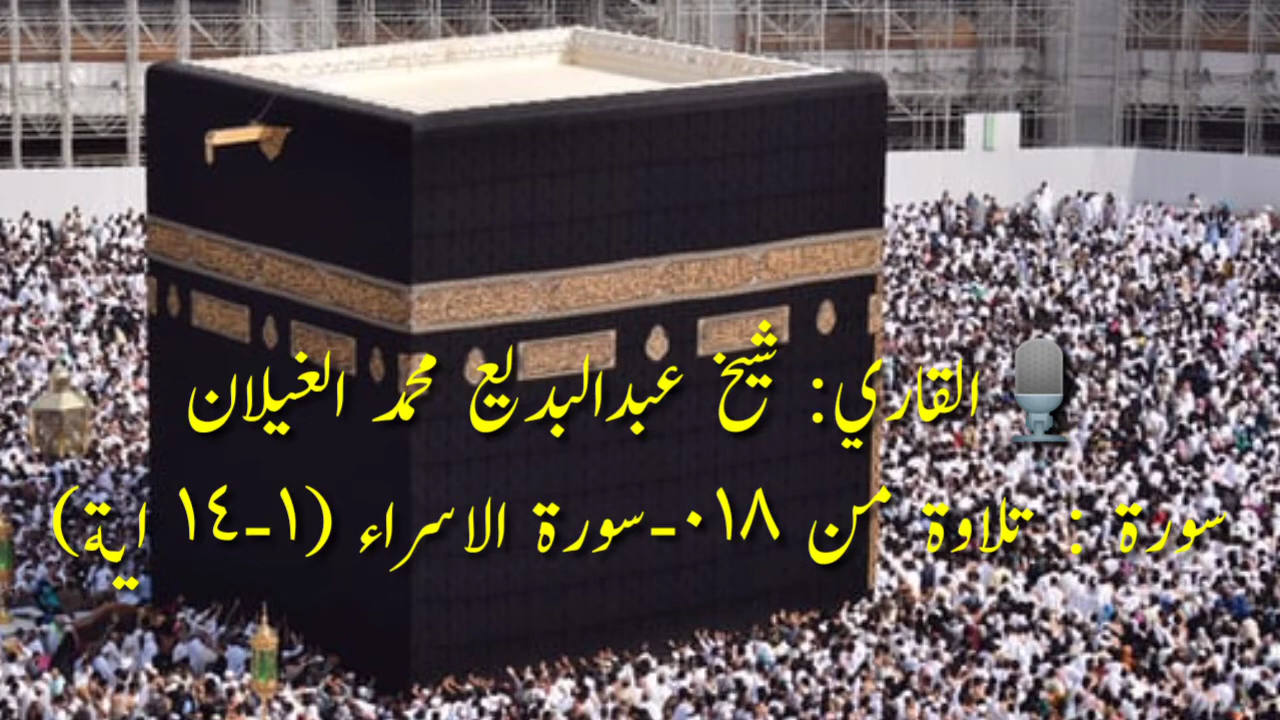 القاري: شيخ عبدالبديع محمد الغيلان
سورة : تلاوة من ٠١٨-سورة الاسراء (١-١٤ اية)